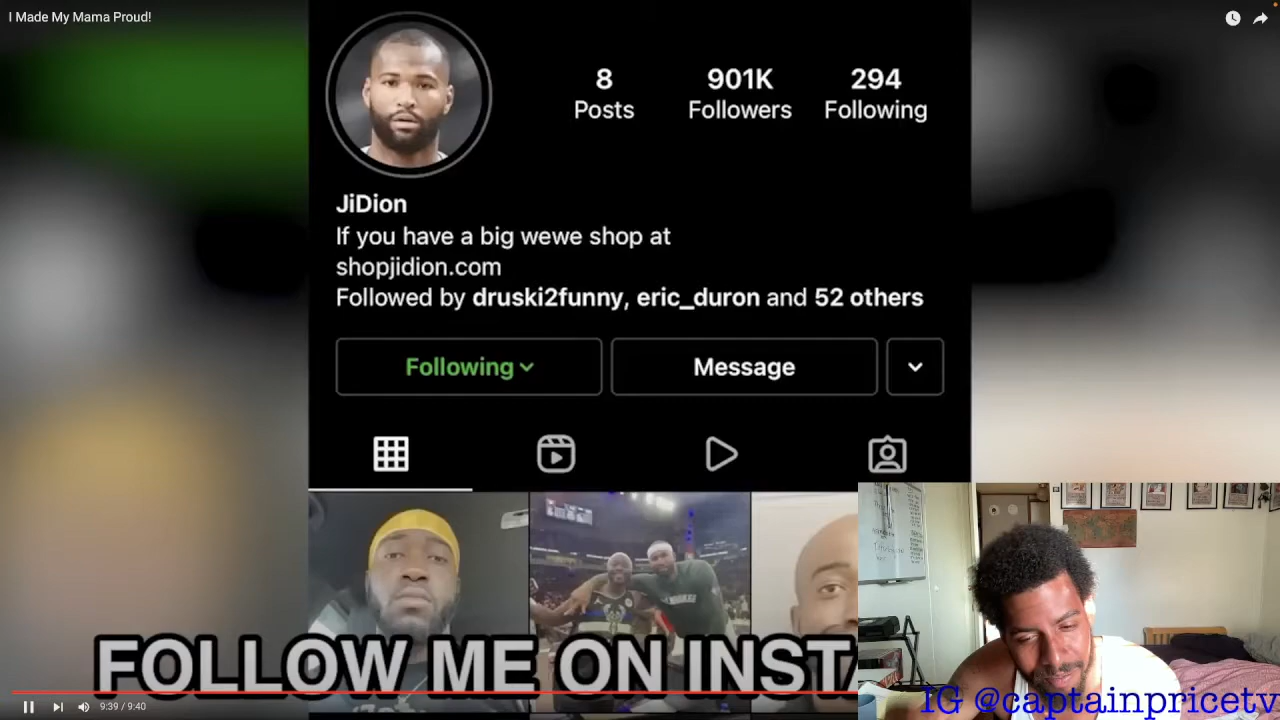 I Made My Mama Proud!
8
Posts
901K
Followers
294
Following
JiDion
If you have a big wewe shop at
shopjidion.com
Followed by druski2funny, eric_duron and 52 others
Following
Message
FOLLOW ME ON INSTA
IG @captainpricetv
9:39 / 9:40